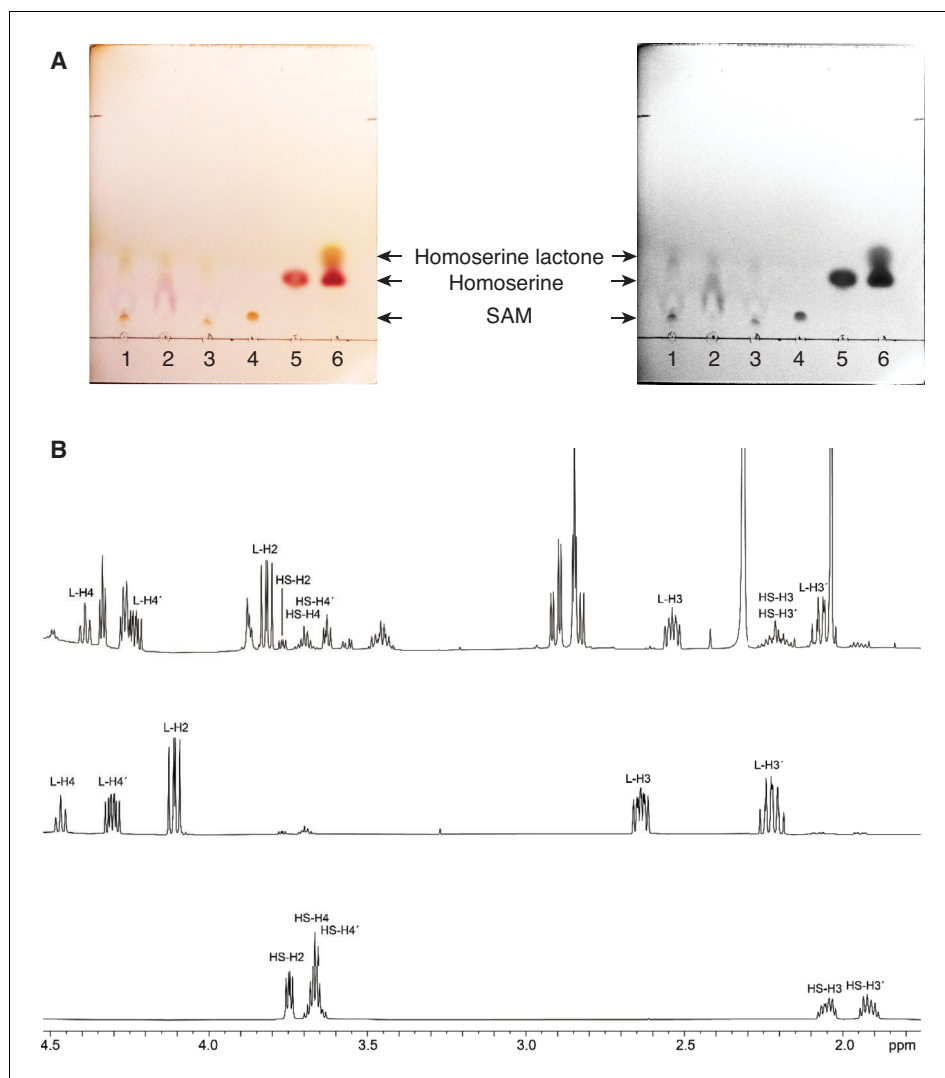 A
Homoserine lactone
Homoserine
SAM
1 2 3 4 5 6
1 2 3 4 5 6
B
L-H4
L-H4´
L-H2
HS-H2
HS-H4
HS-H4´
L-H3
HS-H3
HS-H3´
L-H3´
L-H4
L-H4´
L-H2
L-H3
L-H3´
HS-H2
HS-H4
HS-H4´
HS-H3
HS-H3´
4.5 4.0 3.5 3.0 2.5 2.0 ppm